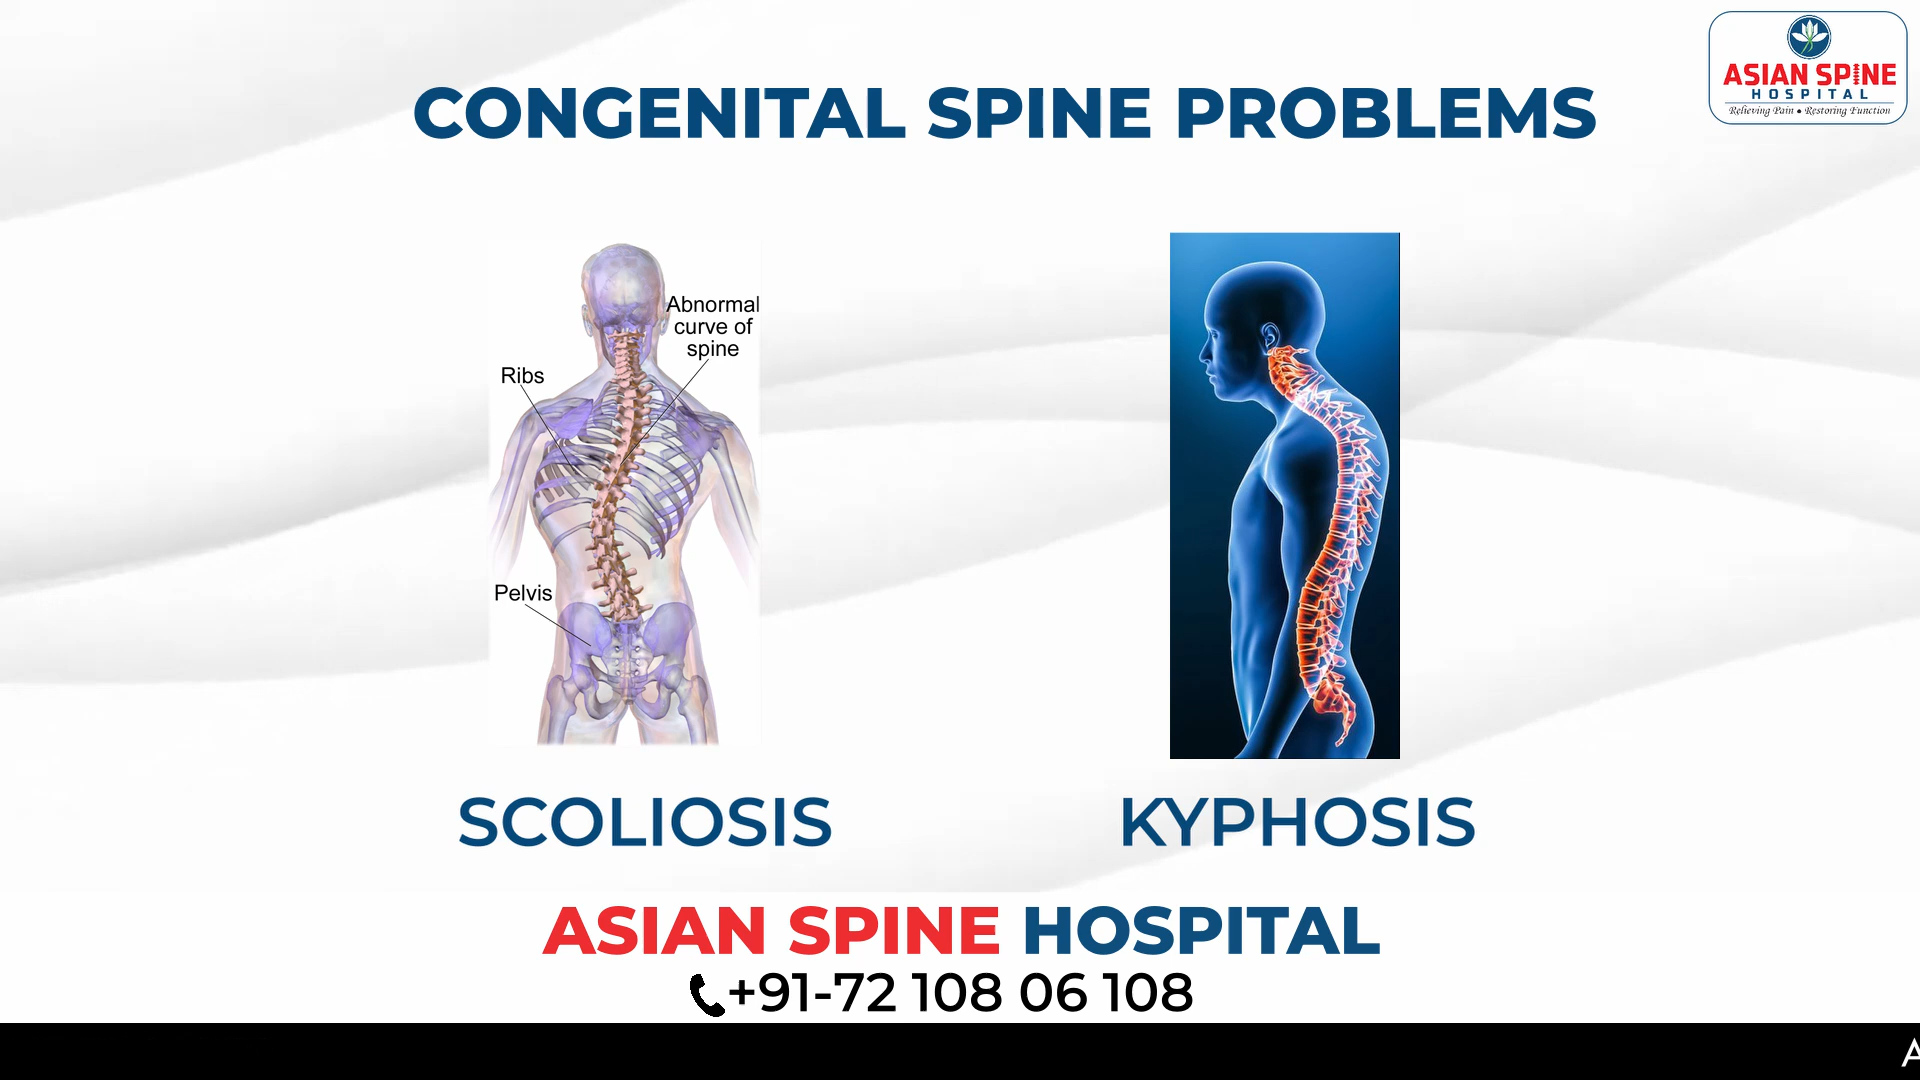 ASIAN SPINE
HOSPITAL
Relieving Pain • Restoring Function
CONGENITAL SPINE PROBLEMS
Abnormal
curve of
spine
Ribs
Pelvis
SCOLIOSIS
KYPHOSIS
ASIAN SPINE HOSPITAL
+91-72 108 06 108